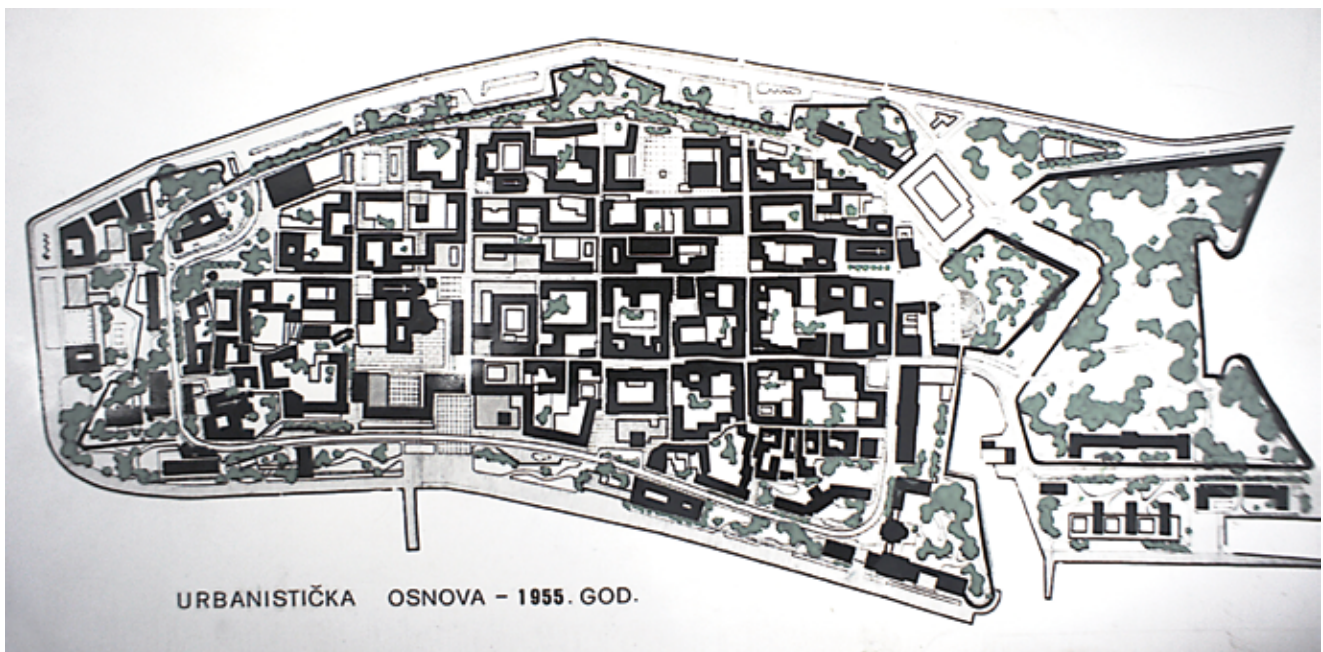 URBANISTIČKA OSNOVA – 1955. GOD.